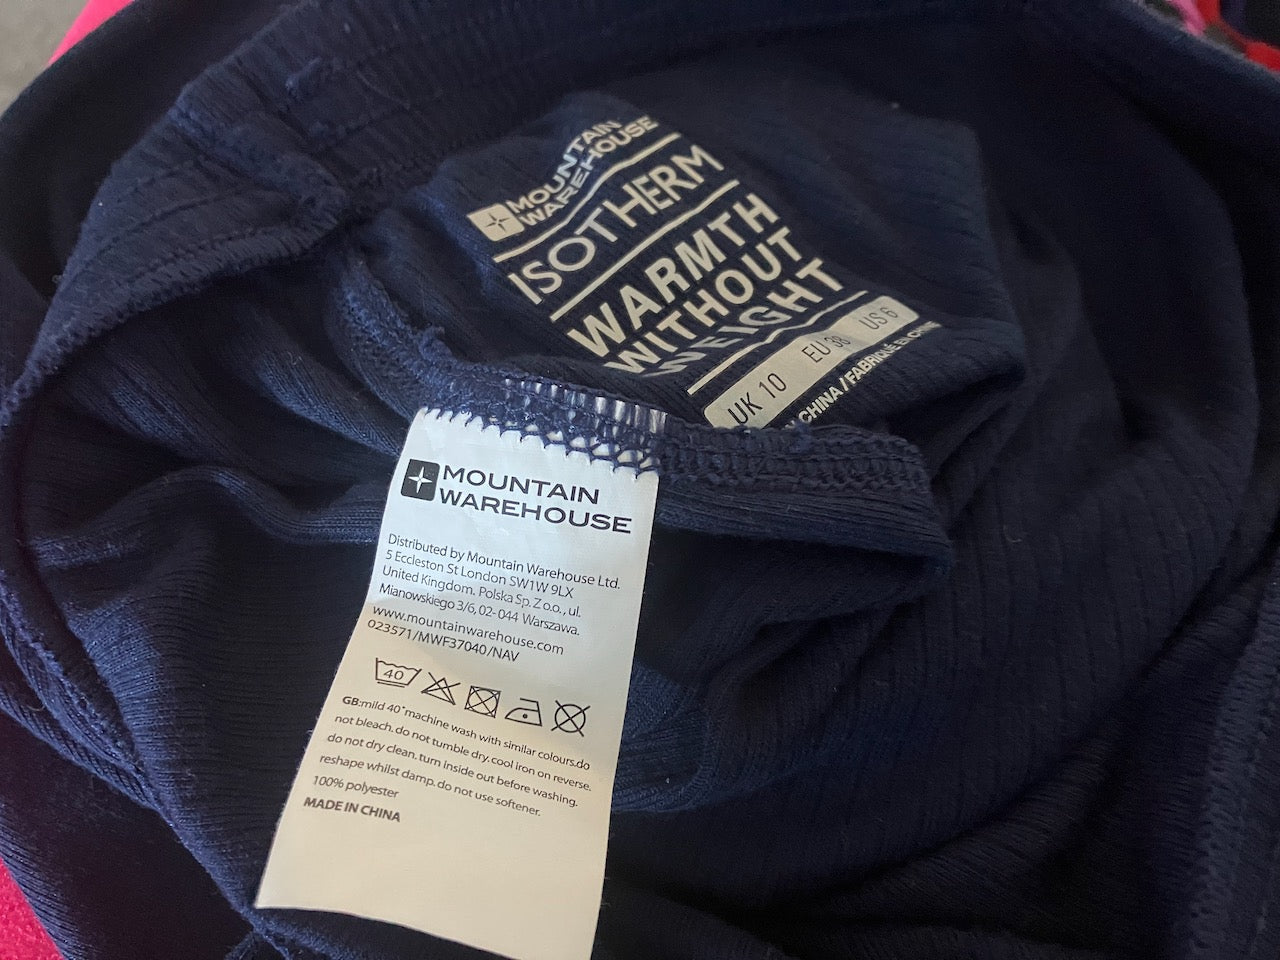 MOUNTAIN
WAREHOUSE
ISOTHERM
WARMTH
WITHOUT
WEIGHT
UK 10 EU 38 US 6
CHINA / FABRIQUÉ EN CHINE
MOUNTAIN
WAREHOUSE
Distributed by Mountain Warehouse Ltd.
5 Eccleston St London SW1W 9LX
United Kingdom. Polska Sp. Z o.o., ul.
Mianowskiego 3/6, 02- 044 Warszawa.
www.mountainwarehouse.com
023571/MWF37040/NAV
40
GB:mild 40°machine wash with similar colours.do
not bleach.do not tumble dry.cool iron on reverse.
do not dry clean.turn inside out before washing.
reshape whilst damp.do not use softener.
100% polyester
MADE IN CHINA